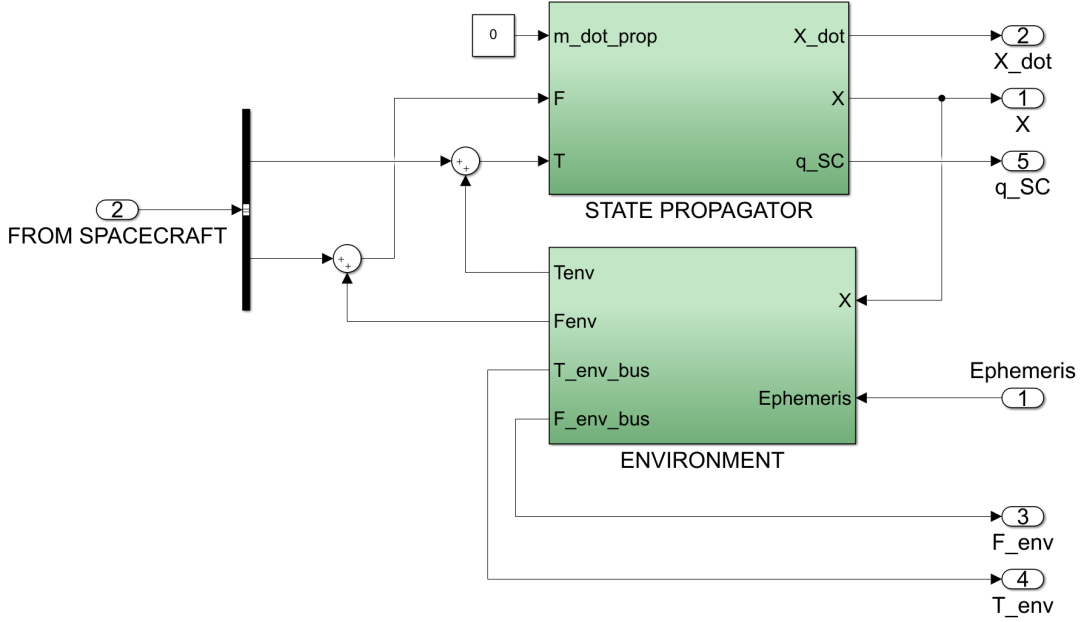 0
m_dot_prop
X_dot
2
X_dot
F
X
1
X
T
q_SC
5
q_SC
STATE PROPAGATOR
2
FROM SPACECRAFT
+
+
+
+
Tenv
X
Fenv
T_env_bus
Ephemeris
Ephemeris
1
F_env_bus
ENVIRONMENT
3
F_env
4
T_env